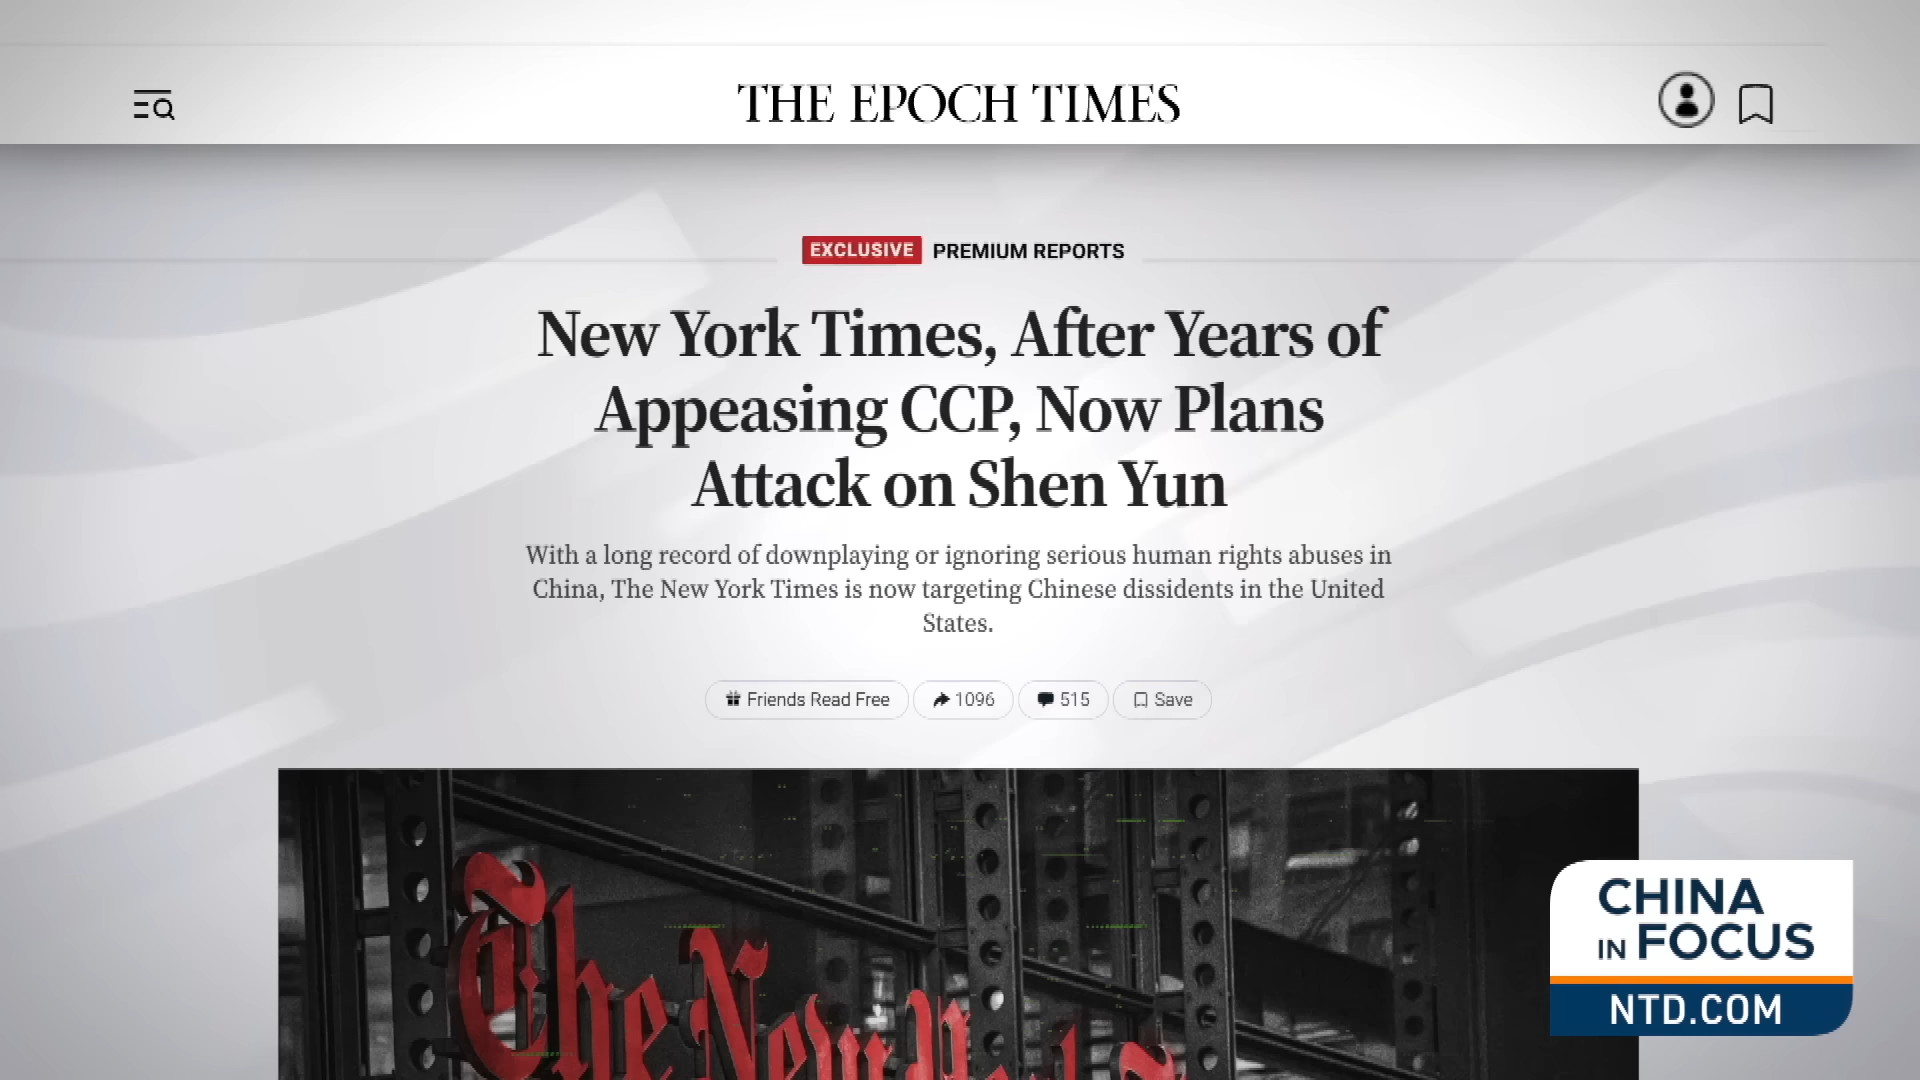 THE EPOCH TIMES
EXCLUSIVE PREMIUM REPORTS
New York Times, After Years of
Appeasing CCP, Now Plans
Attack on Shen Yun
With a long record of downplaying or ignoring serious human rights abuses in
China, The New York Times is now targeting Chinese dissidents in the United
States.
Friends Read Free 1096 515 Save
The New York T
CHINA
IN FOCUS
NTD.COM